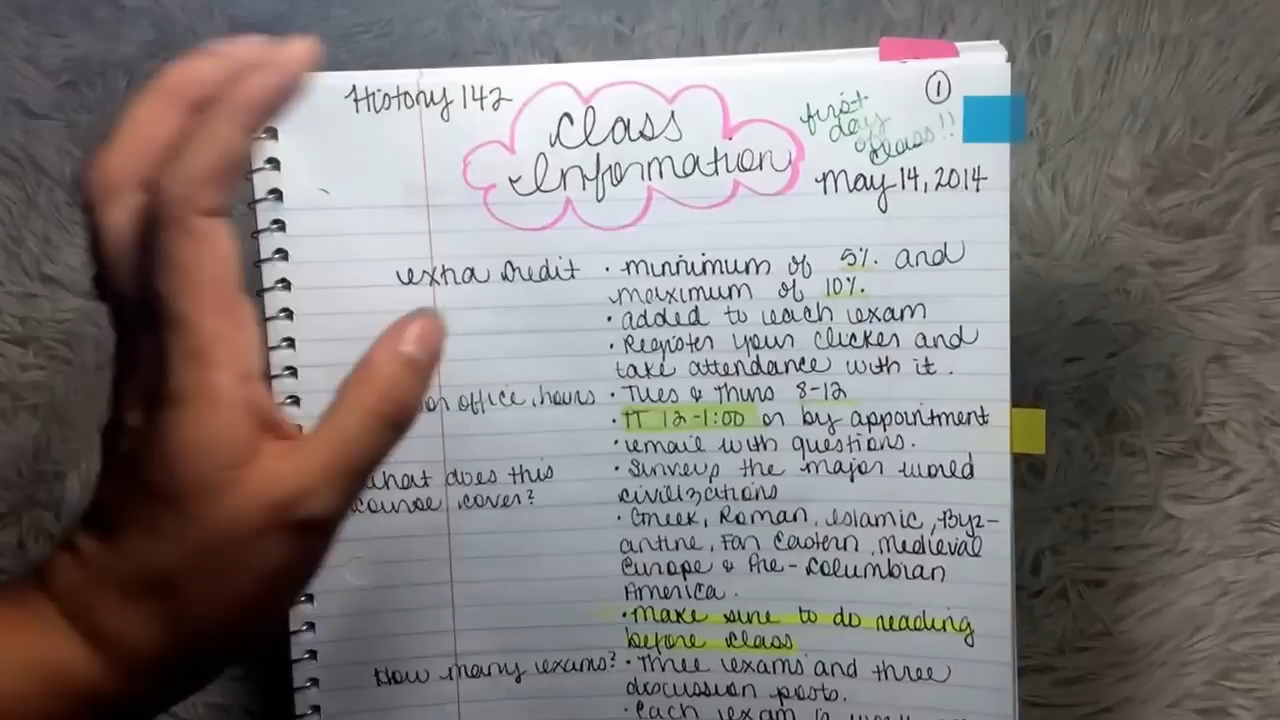 History 142
Class
Information
1
first
day
of
class!!
May 14, 2014
extra credit · minimum of 5% and
maximum of 10%.
· added to each exam
· Register your clicker and
take attendance with it.
office hours · Tues & Thurs 8-12
· TT 12-1:00 or by appointment
· email with questions.
What does this · Surveys the major world
course cover? civilizations
· Greek, Roman, Islamic, Byz-
antine, Far Eastern, Medieval
Europe & Pre-Columbian
America.
· Make sure to do reading
before class
How many exams? · Three exams and three
discussion posts.
· Each exam is